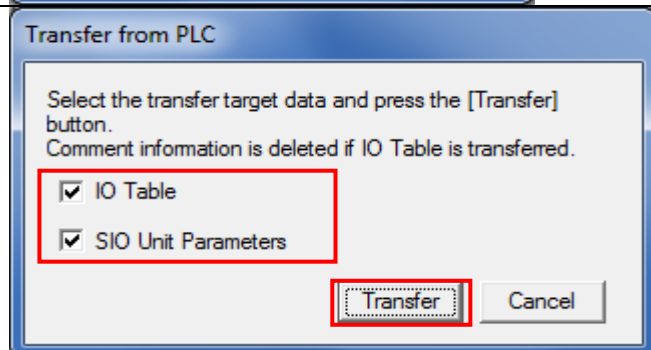 Transfer from PLC
Select the transfer target data and press the [Transfer]
button.
Comment information is deleted if IO Table is transferred.
IO Table
SIO Unit Parameters
Transfer Cancel